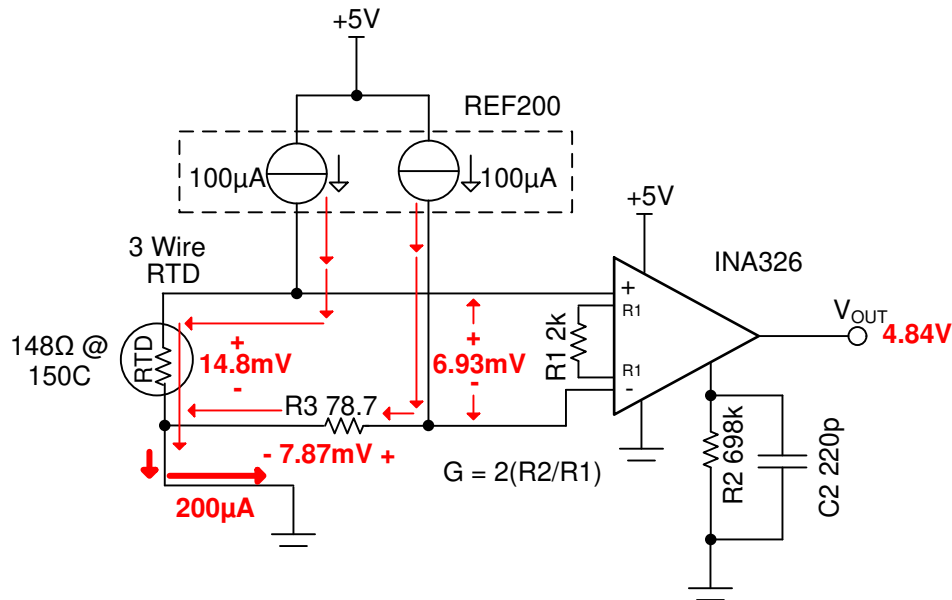 +5V
REF200
100µA
100µA
+5V
3 Wire
RTD
INA326
+
R1
R1 2k
R1
-
V_OUT
4.84V
148Ω @
150C
RTD
+
14.8mV
-
+
6.93mV
-
R3 78.7
- 7.87mV +
G = 2(R2/R1)
200µA
R2 698k
C2 220p